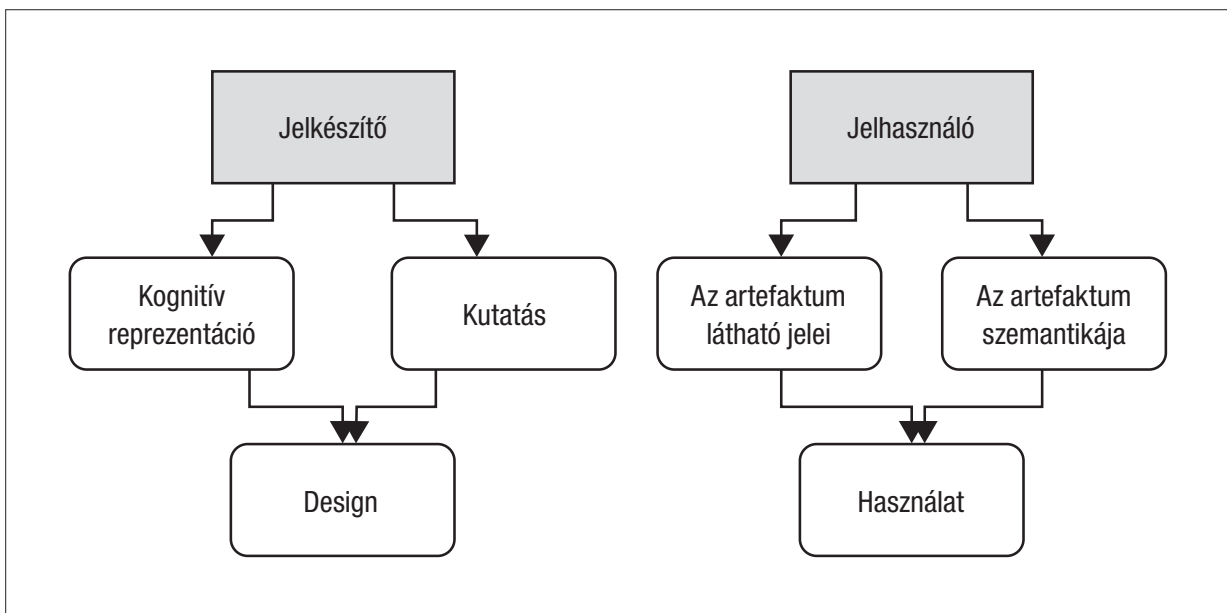 Jelkészítő
Jelhasználó
Kognitív
reprezentáció
Kutatás
Az artefaktum
látható jelei
Az artefaktum
szemantikája
Design
Használat